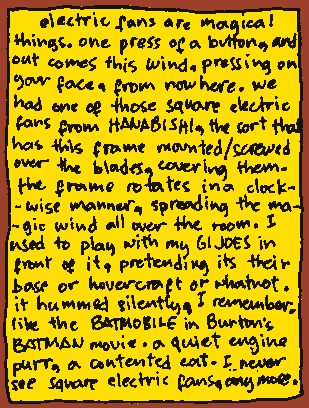 electric fans are magical
things. one press of a button, and
out comes this wind, pressing on
your face, from nowhere. we
had one of those square electric
fans from HANABISHI, the sort that
has this frame mounted/screwed
over the blades, covering them.
the frame rotates in a clock-
-wise manner, spreading the ma-
-gic wind all over the room. I
used to play with my GI.JOES in
front of it, pretending its their
base or hovercraft or whatnot.
it hummed silently, I remember,
like the BATMOBILE in Burton's
BATMAN movie. a quiet engine
purr, a contented cat. I never
see square electric fans, any more.